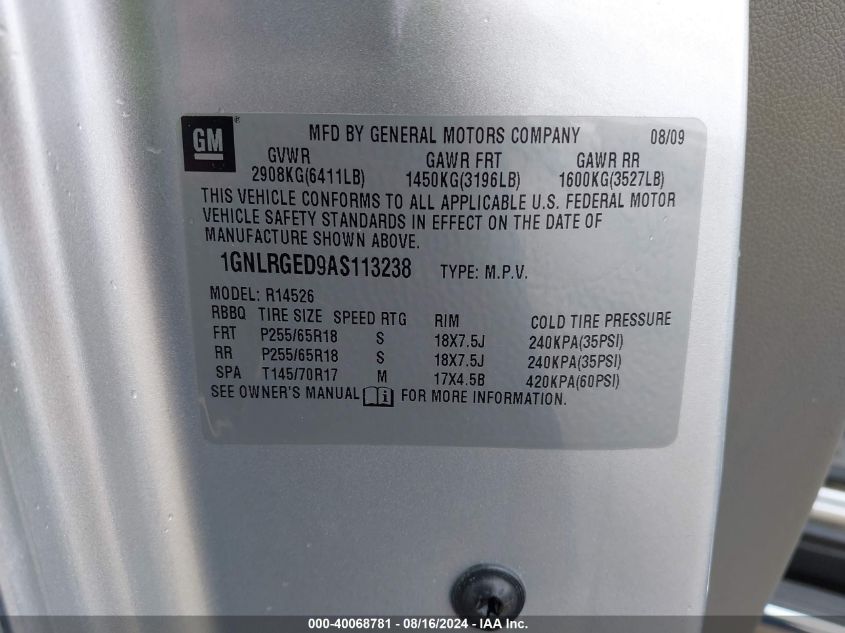 GM ®
MFD BY GENERAL MOTORS COMPANY 08/09
GVWR GAWR FRT GAWR RR
2908KG(6411LB) 1450KG(3196LB) 1600KG(3527LB)
THIS VEHICLE CONFORMS TO ALL APPLICABLE U.S. FEDERAL MOTOR
VEHICLE SAFETY STANDARDS IN EFFECT ON THE DATE OF
MANUFACTURE SHOWN ABOVE.
1GNLRGED9AS113238 TYPE: M.P.V.
MODEL: R14526
RBBQ TIRE SIZE SPEED RTG RIM COLD TIRE PRESSURE
FRT P255/65R18 S 18X7.5J 240KPA(35PSI)
RR P255/65R18 S 18X7.5J 240KPA(35PSI)
SPA T145/70R17 M 17X4.5B 420KPA(60PSI)
SEE OWNER'S MANUAL i FOR MORE INFORMATION.
000-40068781 - 08/16/2024 - IAA Inc.